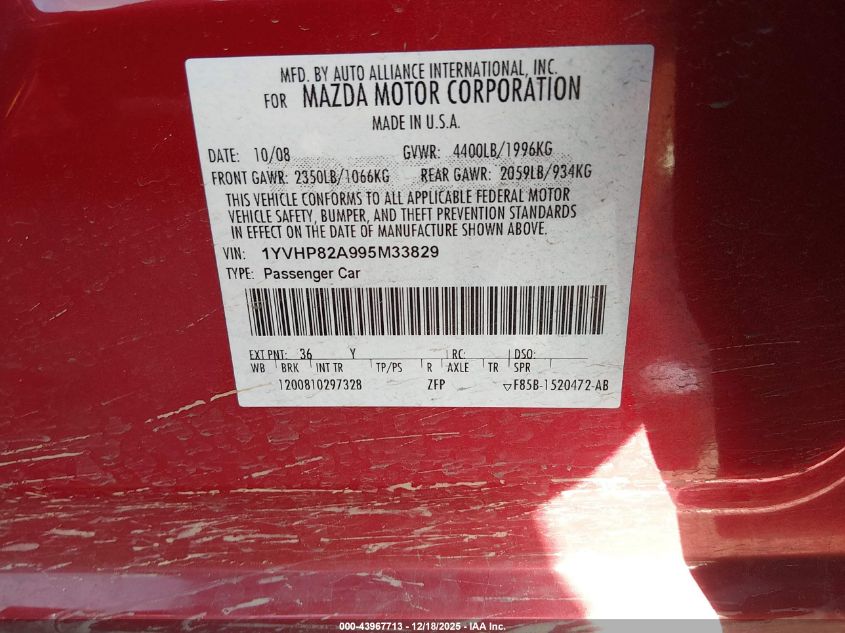 MFD. BY AUTO ALLIANCE INTERNATIONAL, INC.
FOR MAZDA MOTOR CORPORATION
MADE IN U.S.A.
DATE: 10/08 GVWR: 4400LB/1996KG
FRONT GAWR: 2350LB/1066KG REAR GAWR: 2059LB/934KG
THIS VEHICLE CONFORMS TO ALL APPLICABLE FEDERAL MOTOR
VEHICLE SAFETY, BUMPER, AND THEFT PREVENTION STANDARDS
IN EFFECT ON THE DATE OF MANUFACTURE SHOWN ABOVE.
VIN: 1YVHP82A995M33829
TYPE: Passenger Car
EXT PNT: 36 Y RC: DSO:
WB BRK INT TR TP/PS R AXLE TR SPR
1200810297328 ZFP ▽F85B-1520472-AB
000-43967713 - 12/18/2025 - IAA Inc.